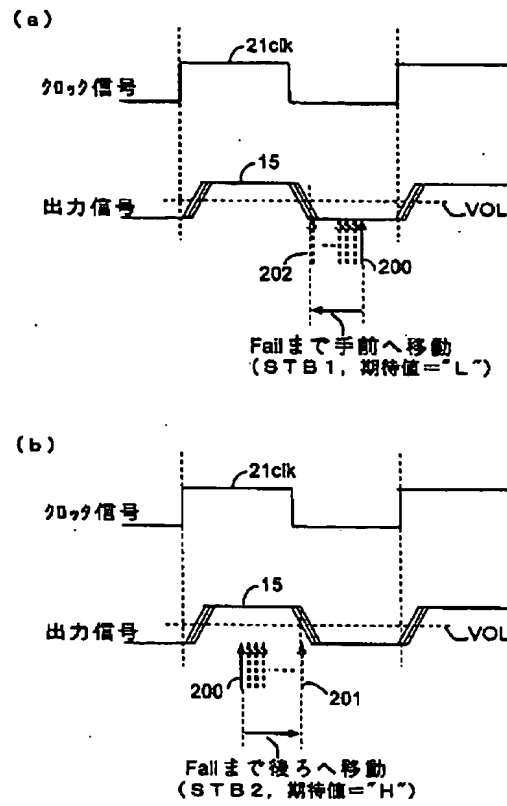 (a)
21clk
クロック信号
15
出力信号
VOL
202
200
Failまで手前へ移動
(STB1, 期待値="L")
(b)
21clk
クロック信号
15
出力信号
VOL
200
201
Failまで後ろへ移動
(STB2, 期待値="H")